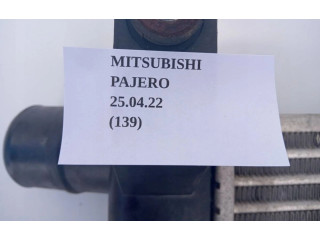 MITSUBISHI
PAJERO
25.04.22
(139)